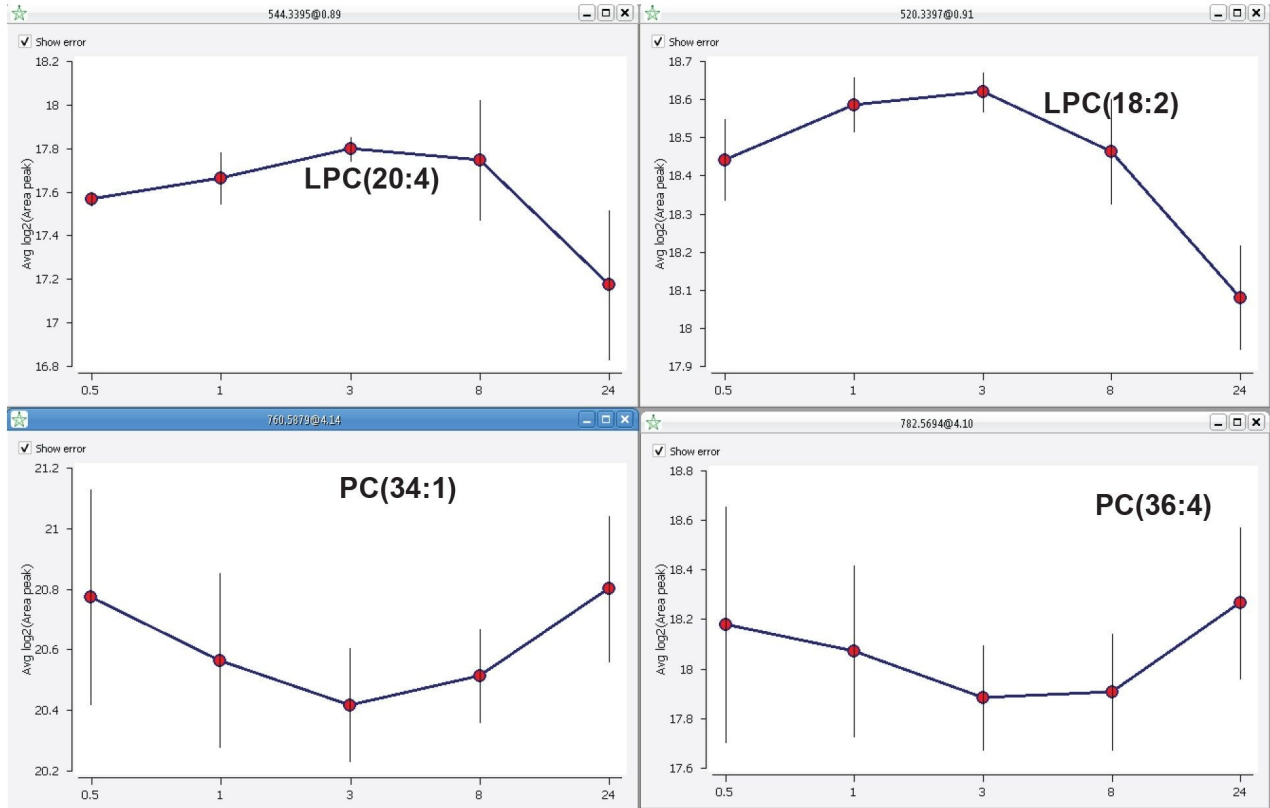 544.3395@0.89
Show error
18.2
18
17.8
17.6
17.4
17.2
17
16.8
Avg log2(Area peak)
LPC(20:4)
0.5 1 3 8 24
520.3397@0.91
Show error
18.7
18.6
18.5
18.4
18.3
18.2
18.1
18
17.9
Avg log2(Area peak)
LPC(18:2)
0.5 1 3 8 24
760.5879@4.14
Show error
21.2
21
20.8
20.6
20.4
20.2
Avg log2(Area peak)
PC(34:1)
0.5 1 3 8 24
782.5694@4.10
Show error
18.8
18.6
18.4
18.2
18
17.8
17.6
Avg log2(Area peak)
PC(36:4)
0.5 1 3 8 24